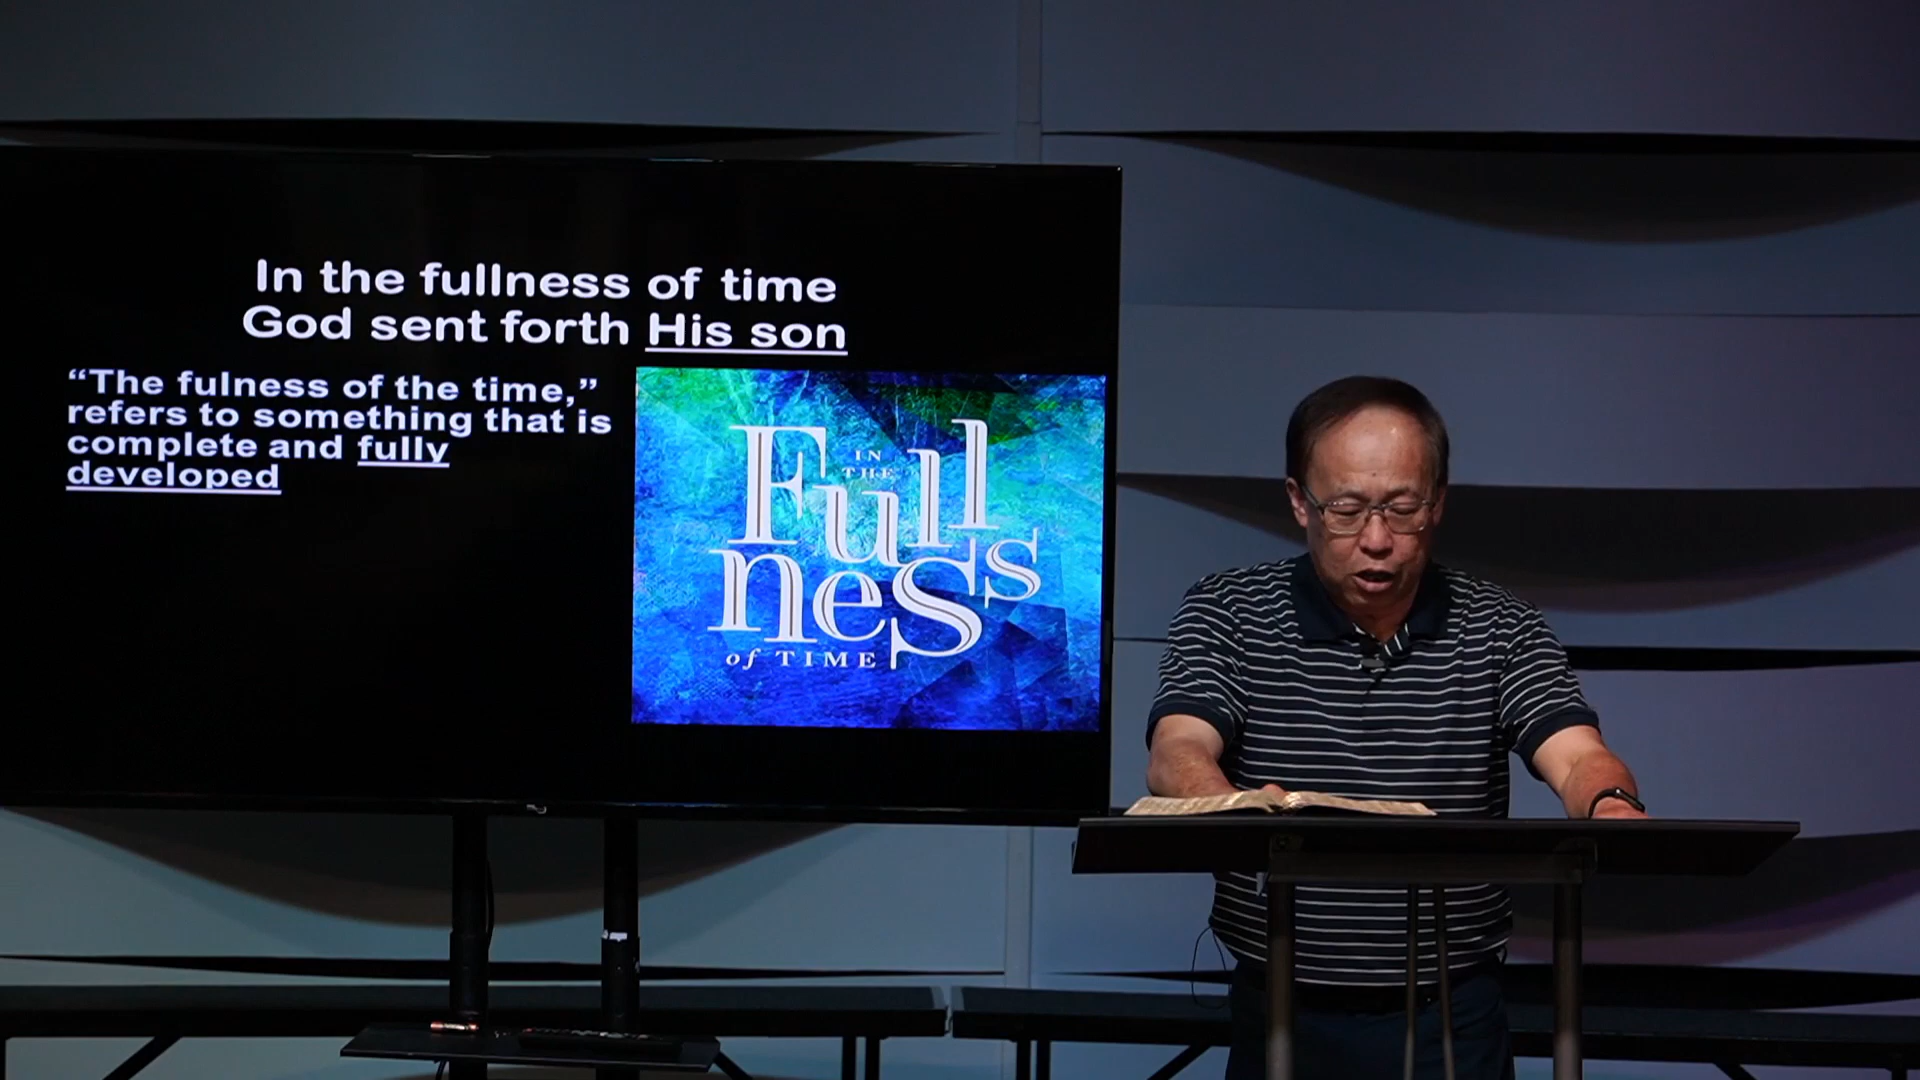 In the fullness of time
God sent forth His son
“The fulness of the time,”
refers to something that is
complete and fully
developed
IN
THE
Full
ness
of TIME